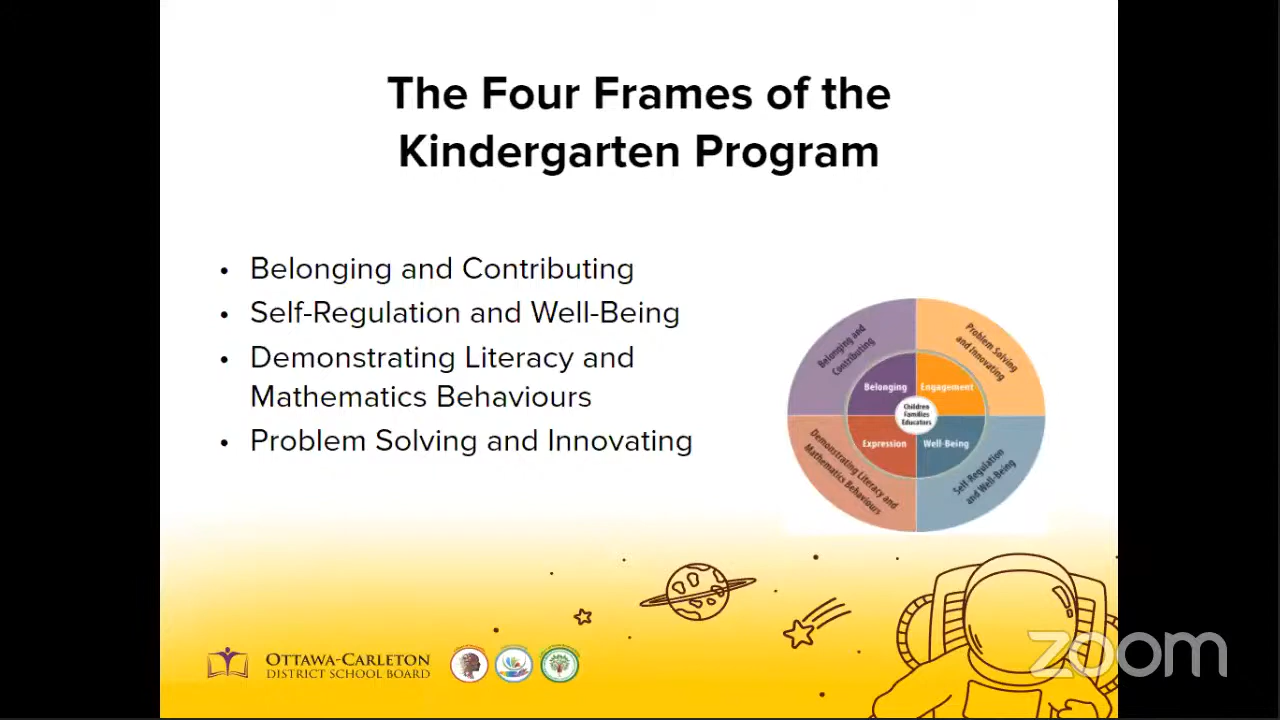 The Four Frames of the
Kindergarten Program
• Belonging and Contributing
• Self-Regulation and Well-Being
• Demonstrating Literacy and
Mathematics Behaviours
• Problem Solving and Innovating
Belonging and
Contributing
Problem Solving
and Innovating
Belonging
Engagement
Children
Families
Educators
Expression
Well-Being
Demonstrating Literacy and
Mathematics Behaviours
Self-Regulation
and Well-Being
OTTAWA-CARLETON
DISTRICT SCHOOL BOARD
zoom